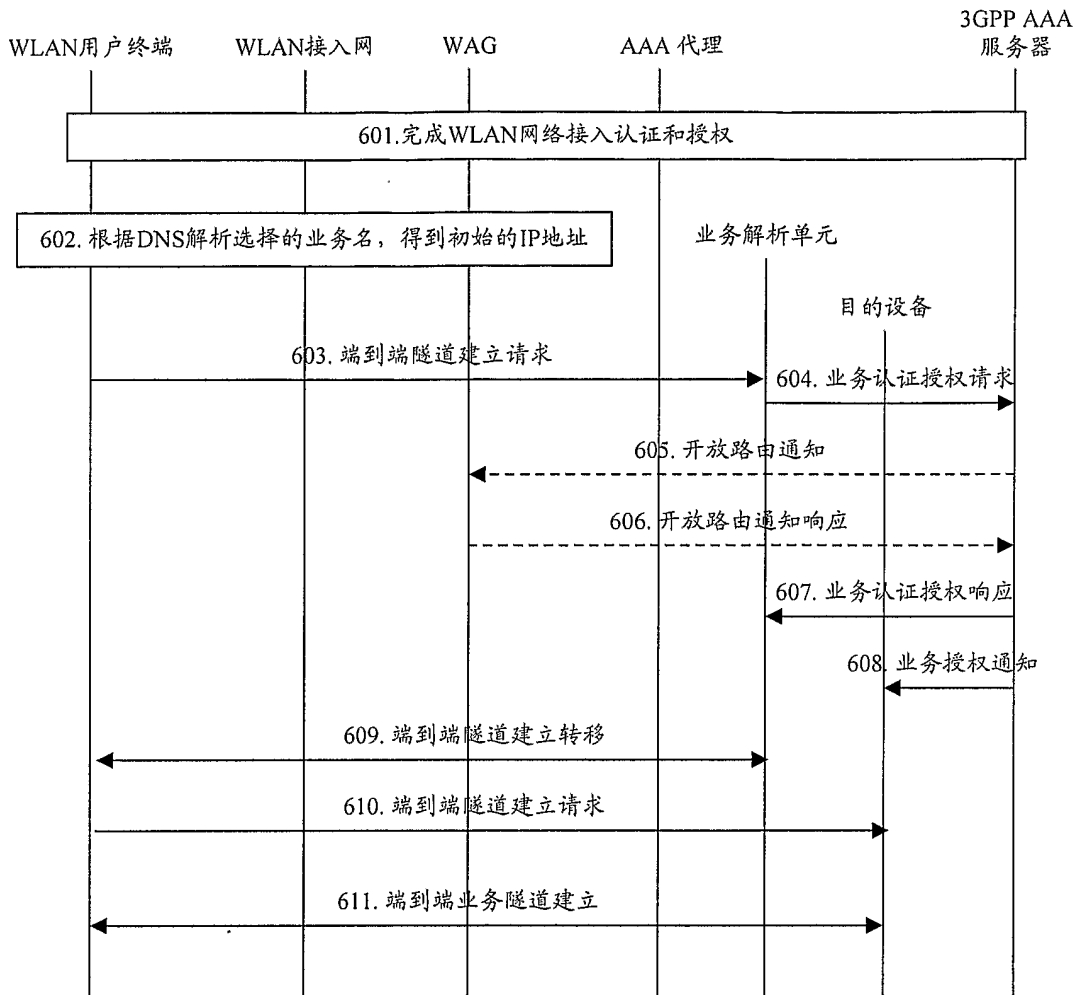 3GPP AAA
WLAN用户终端 WLAN接入网 WAG AAA 代理 服务器
601.完成WLAN网络接入认证和授权
602. 根据DNS解析选择的业务名，得到初始的IP地址
业务解析单元
目的设备
603. 端到端隧道建立请求
604. 业务认证授权请求
605. 开放路由通知
606. 开放路由通知响应
607. 业务认证授权响应
608. 业务授权通知
609. 端到端隧道建立转移
610. 端到端隧道建立请求
611. 端到端业务隧道建立